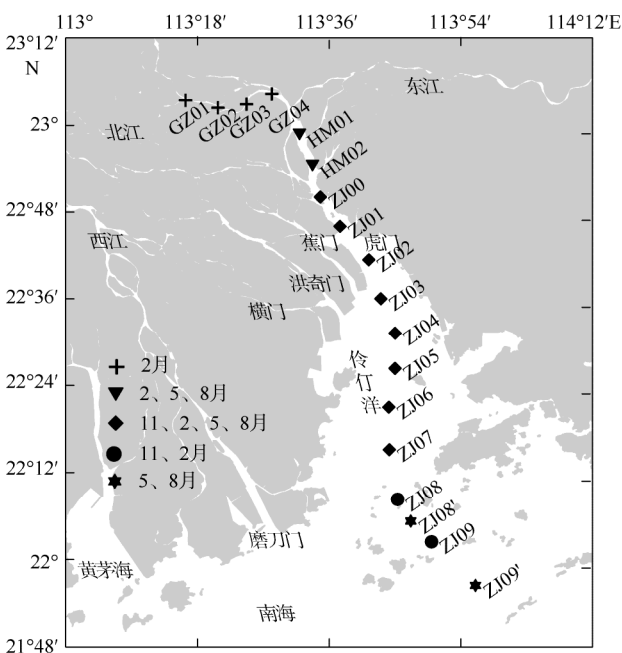 113° 113°18′ 113°36′ 113°54′ 114°12′E
23°12′
N
东江
GZ01
GZ02
GZ03
GZ04
23°
北江
HM01
HM02
ZJ00
22°48′
ZJ01
西江
蕉门
虎门
ZJ02
洪奇门
22°36′
ZJ03
横门
ZJ04
伶仃洋
ZJ05
2月
22°24′
2、5、8月
ZJ06
11、2、5、8月
ZJ07
11、2月
22°12′
5、8月
ZJ08
ZJ08'
ZJ09
磨刀门
22°
黄茅海
ZJ09'
南海
21°48′